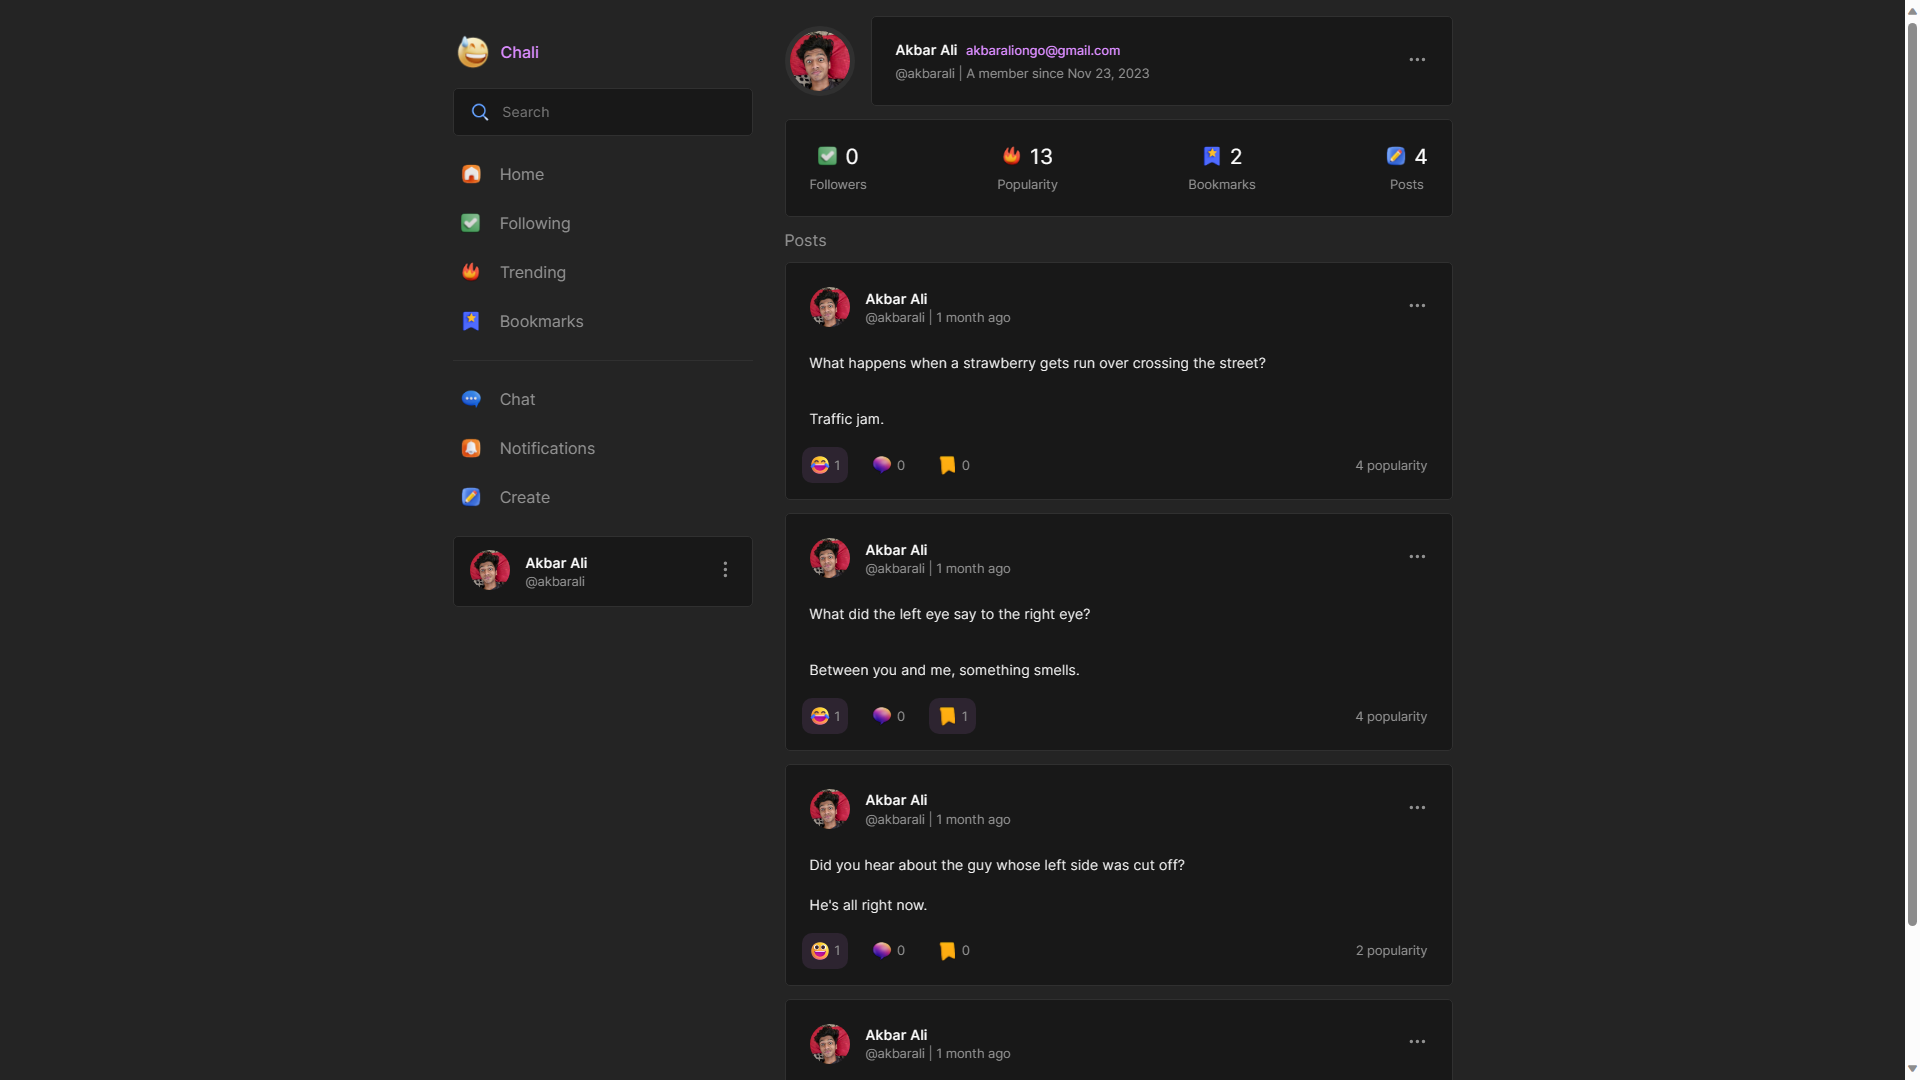 Chali
Search
Home
Following
Trending
Bookmarks
Chat
Notifications
Create
Akbar Ali
@akbarali
Akbar Ali akbaraliongo@gmail.com
@akbarali | A member since Nov 23, 2023
0 13 2 4
Followers Popularity Bookmarks Posts
Posts
Akbar Ali
@akbarali | 1 month ago
What happens when a strawberry gets run over crossing the street?
Traffic jam.
1 0 0 4 popularity
Akbar Ali
@akbarali | 1 month ago
What did the left eye say to the right eye?
Between you and me, something smells.
1 0 1 4 popularity
Akbar Ali
@akbarali | 1 month ago
Did you hear about the guy whose left side was cut off?
He's all right now.
1 0 0 2 popularity
Akbar Ali
@akbarali | 1 month ago